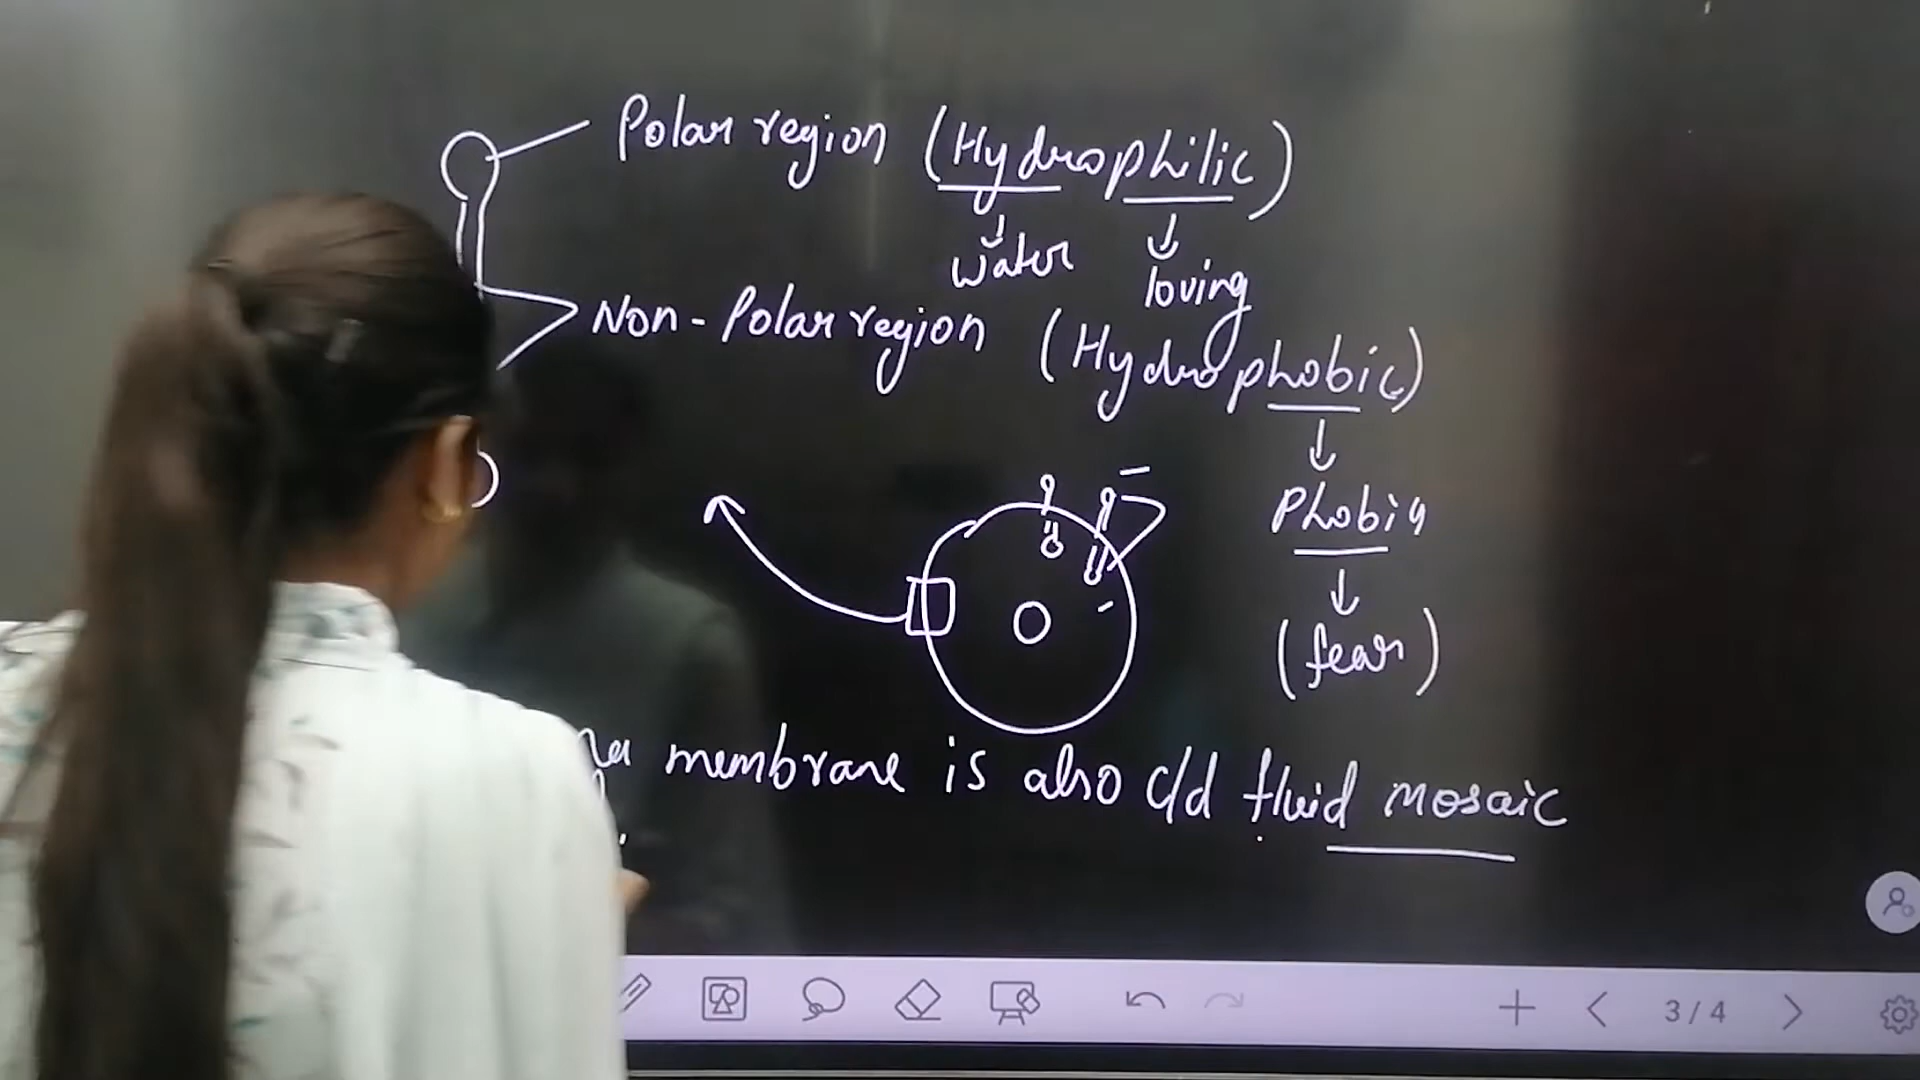 Polar region (Hydrophilic)
water loving
Non-Polar region (Hydrophobic)
Phobia
(fear)
membrane is also c/d fluid mosaic
3/4